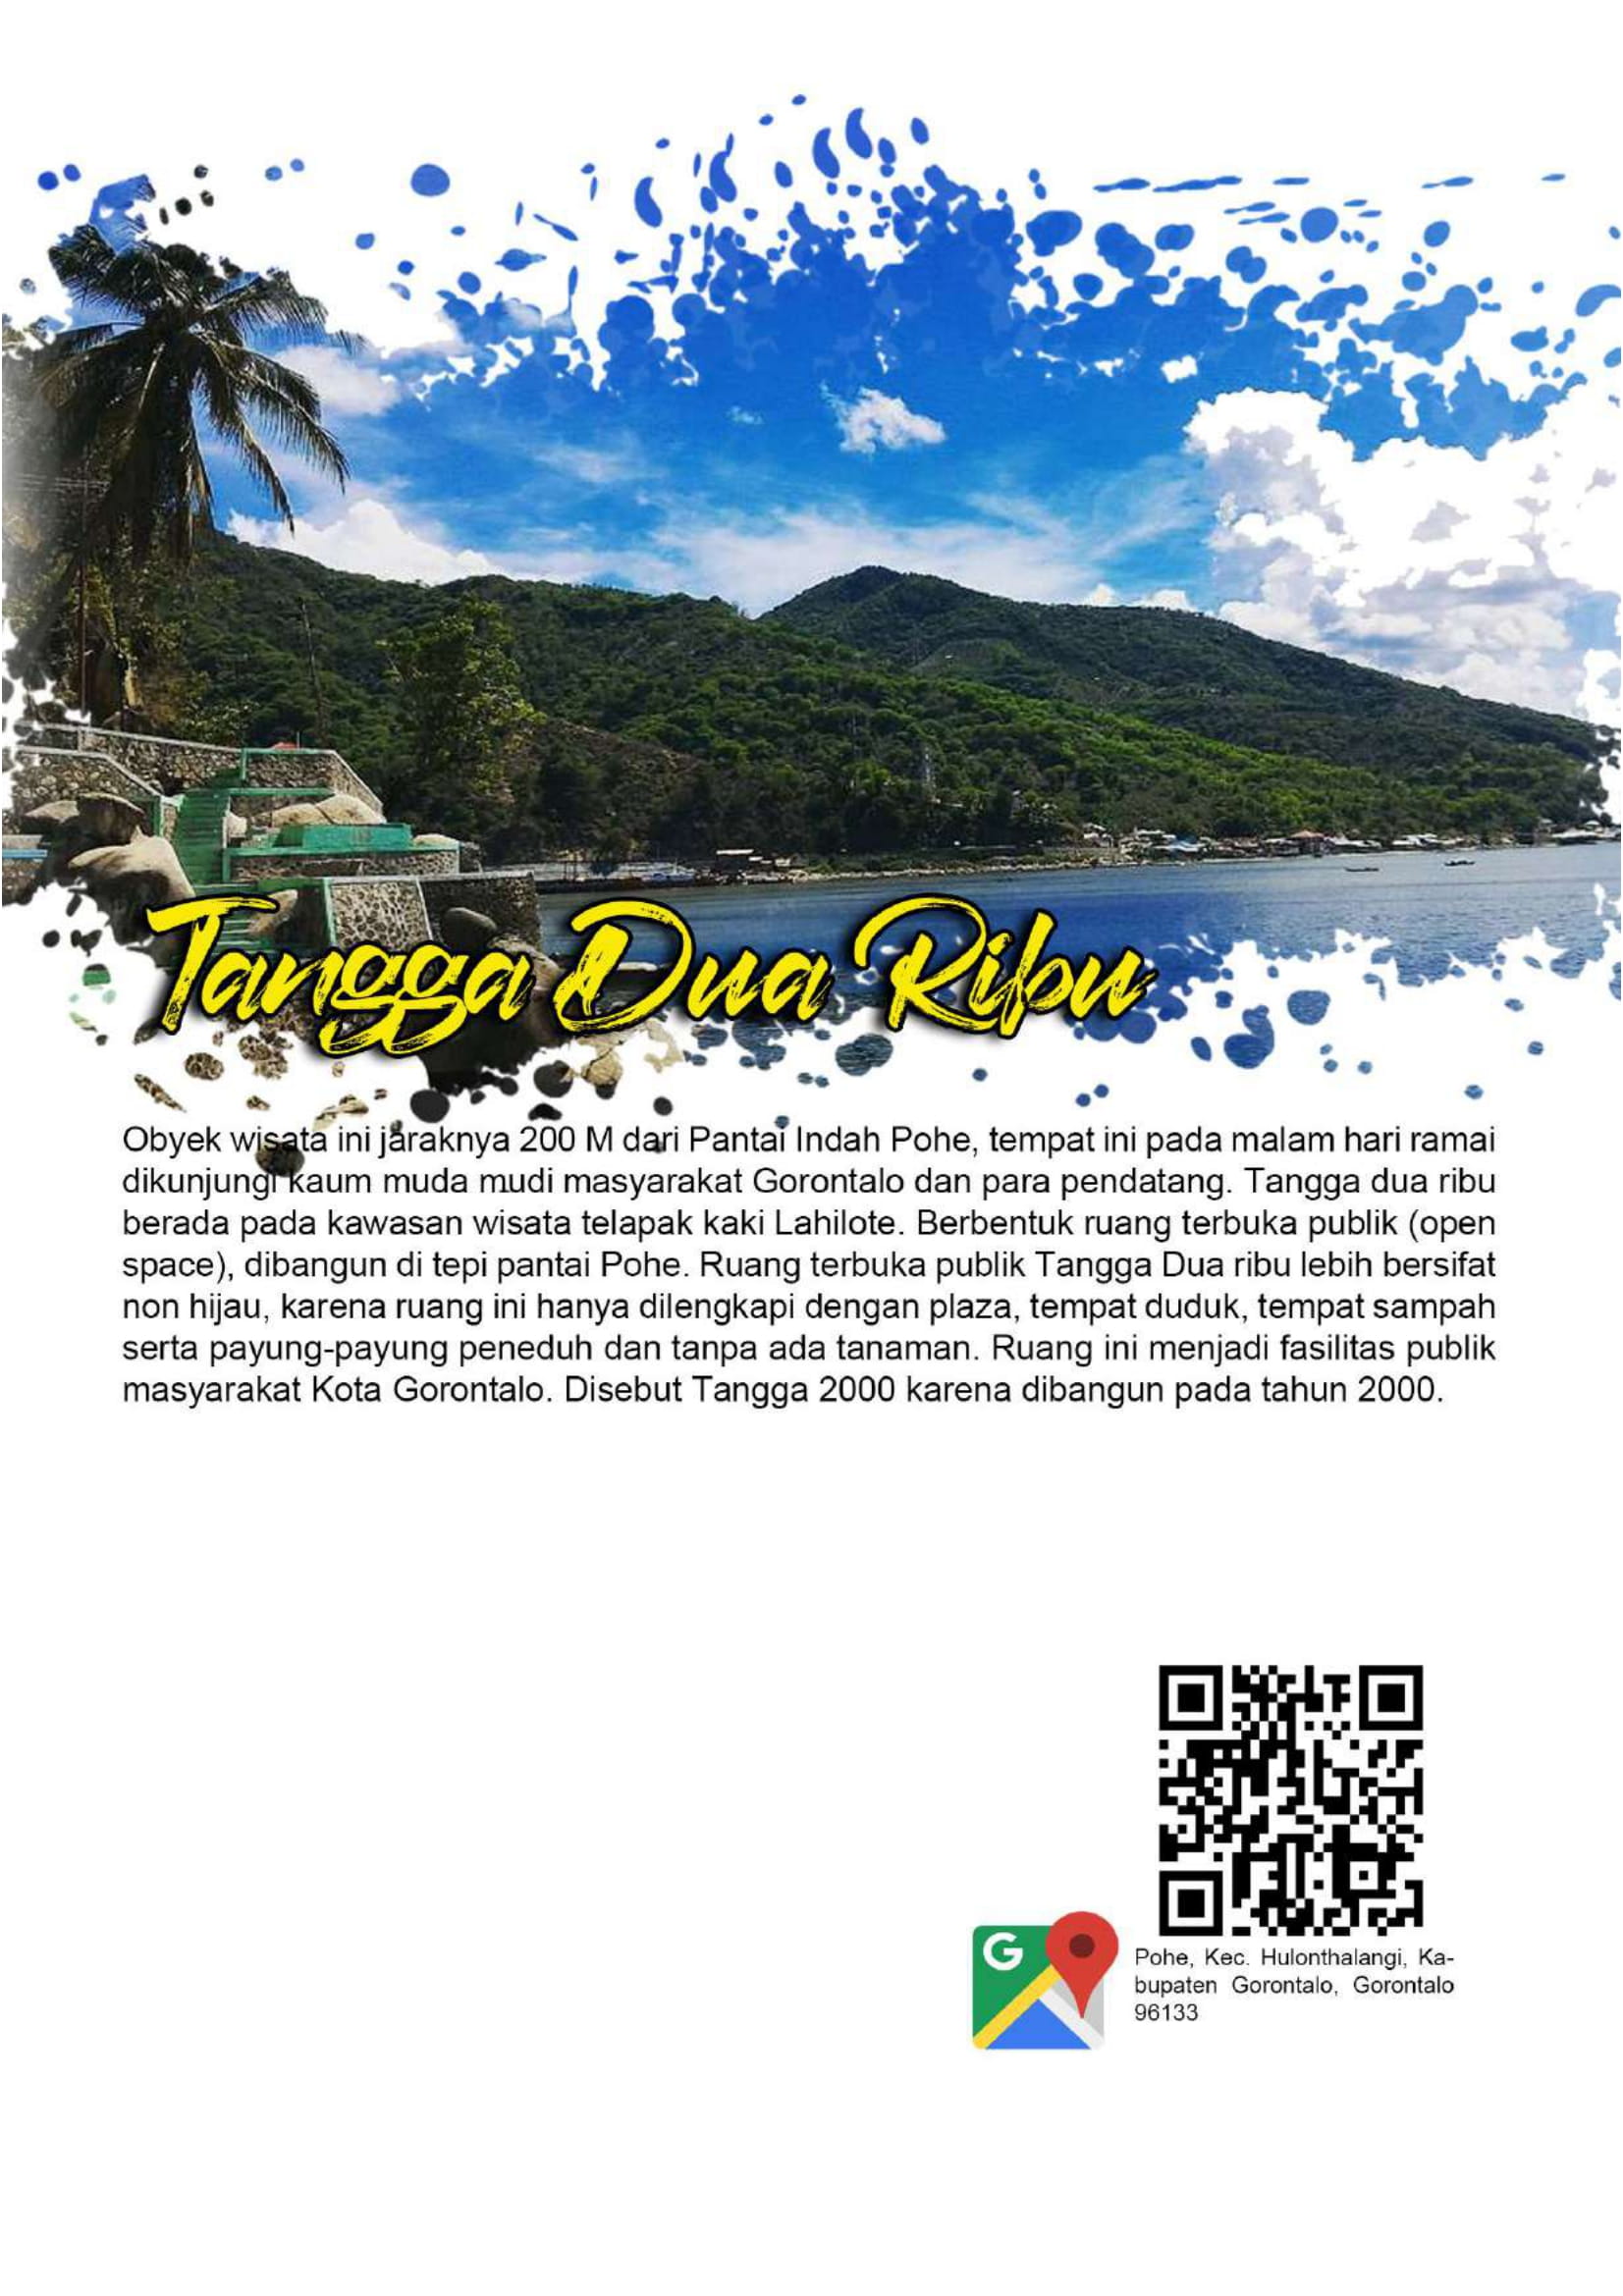 Tangga Dua Ribu
Obyek wisata ini jaraknya 200 M dari Pantai Indah Pohe, tempat ini pada malam hari ramai
dikunjungi kaum muda mudi masyarakat Gorontalo dan para pendatang. Tangga dua ribu
berada pada kawasan wisata telapak kaki Lahilote. Berbentuk ruang terbuka publik (open
space), dibangun di tepi pantai Pohe. Ruang terbuka publik Tangga Dua ribu lebih bersifat
non hijau, karena ruang ini hanya dilengkapi dengan plaza, tempat duduk, tempat sampah
serta payung-payung peneduh dan tanpa ada tanaman. Ruang ini menjadi fasilitas publik
masyarakat Kota Gorontalo. Disebut Tangga 2000 karena dibangun pada tahun 2000.
G
Pohe, Kec. Hulonthalangi, Ka-
bupaten Gorontalo, Gorontalo
96133